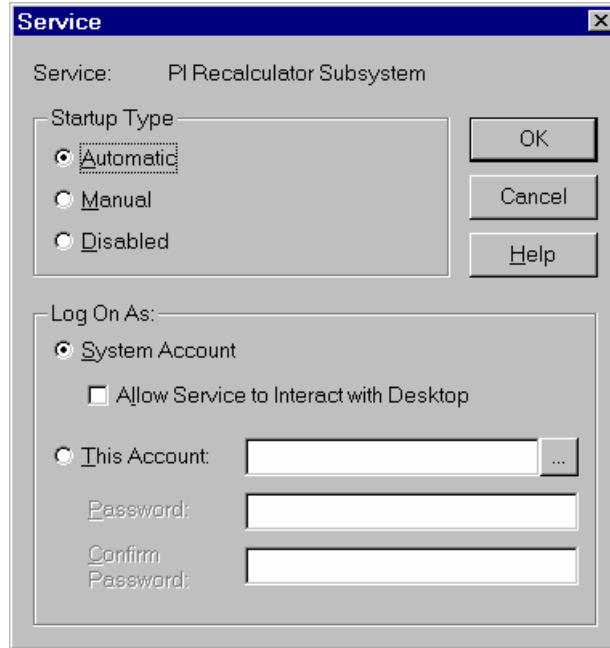 Service
Service: PI Recalculator Subsystem
Startup Type
Automatic
Manual
Disabled
OK
Cancel
Help
Log On As:
System Account
Allow Service to Interact with Desktop
This Account:
...
Password:
Confirm
Password: